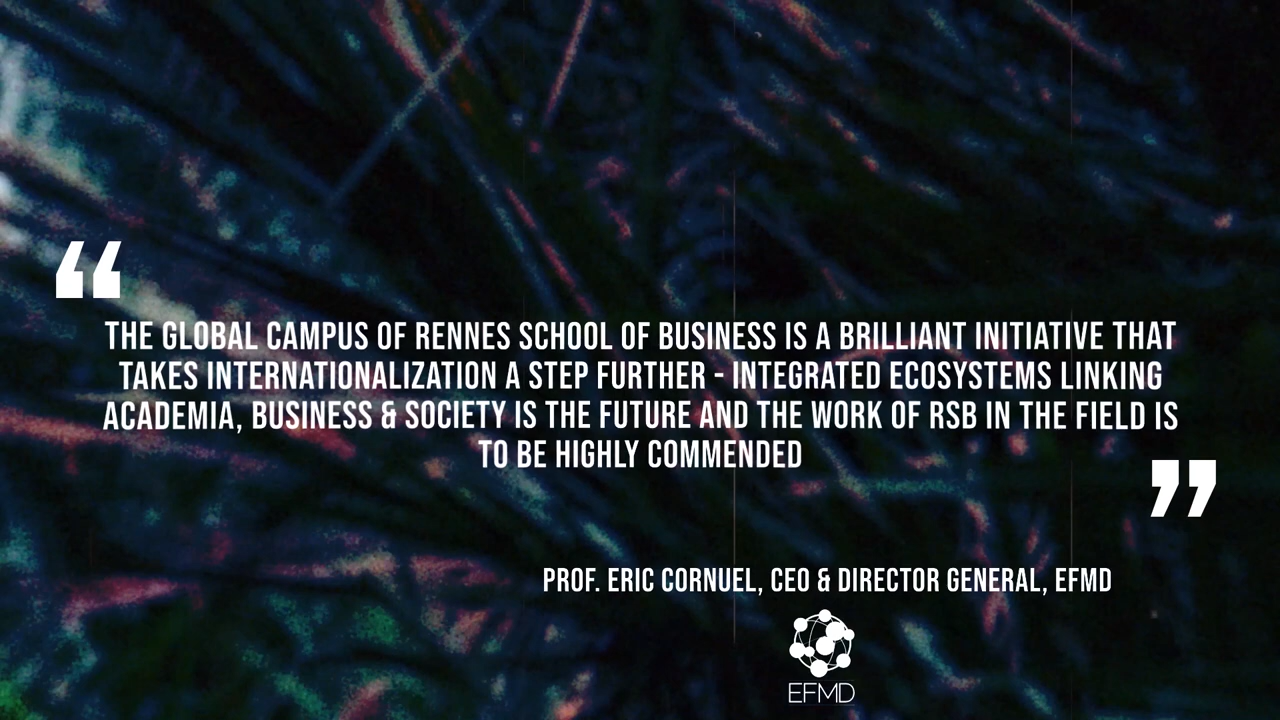 “
THE GLOBAL CAMPUS OF RENNES SCHOOL OF BUSINESS IS A BRILLIANT INITIATIVE THAT
TAKES INTERNATIONALIZATION A STEP FURTHER - INTEGRATED ECOSYSTEMS LINKING
ACADEMIA, BUSINESS & SOCIETY IS THE FUTURE AND THE WORK OF RSB IN THE FIELD IS
TO BE HIGHLY COMMENDED
”
PROF. ERIC CORNUEL, CEO & DIRECTOR GENERAL, EFMD
EFMD